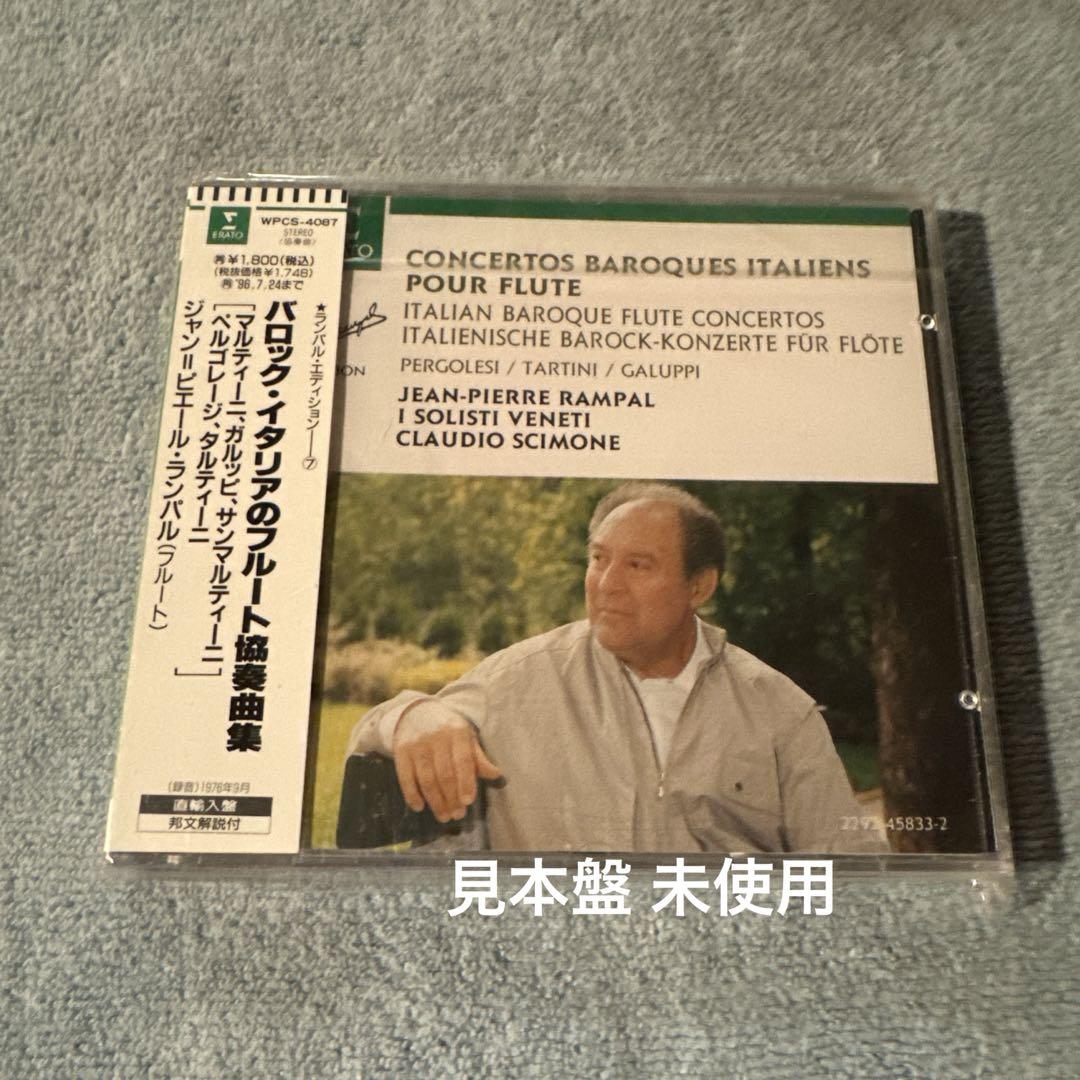 ERATO
WPCS-4087
STEREO
(協奏曲)
¥1,800(税込)
(税抜価格¥1,748)
'96.7.24まで
★ランパル・エディション——⑦
バロック・イタリアのフルート協奏曲集
[マルティーニ、ガルッピ、サンマルティーニ
ペルゴレージ、タルティーニ]
ジャン=ピエール・ランパル(フルート)
(録音)1976年9月
直輸入盤
邦文解説付
CONCERTOS BAROQUES ITALIENS
POUR FLUTE
ITALIAN BAROQUE FLUTE CONCERTOS
ITALIENISCHE BAROCK-KONZERTE FÜR FLÖTE
PERGOLESI / TARTINI / GALUPPI
JEAN-PIERRE RAMPAL
I SOLISTI VENETI
CLAUDIO SCIMONE
2292-45833-2
見本盤 未使用